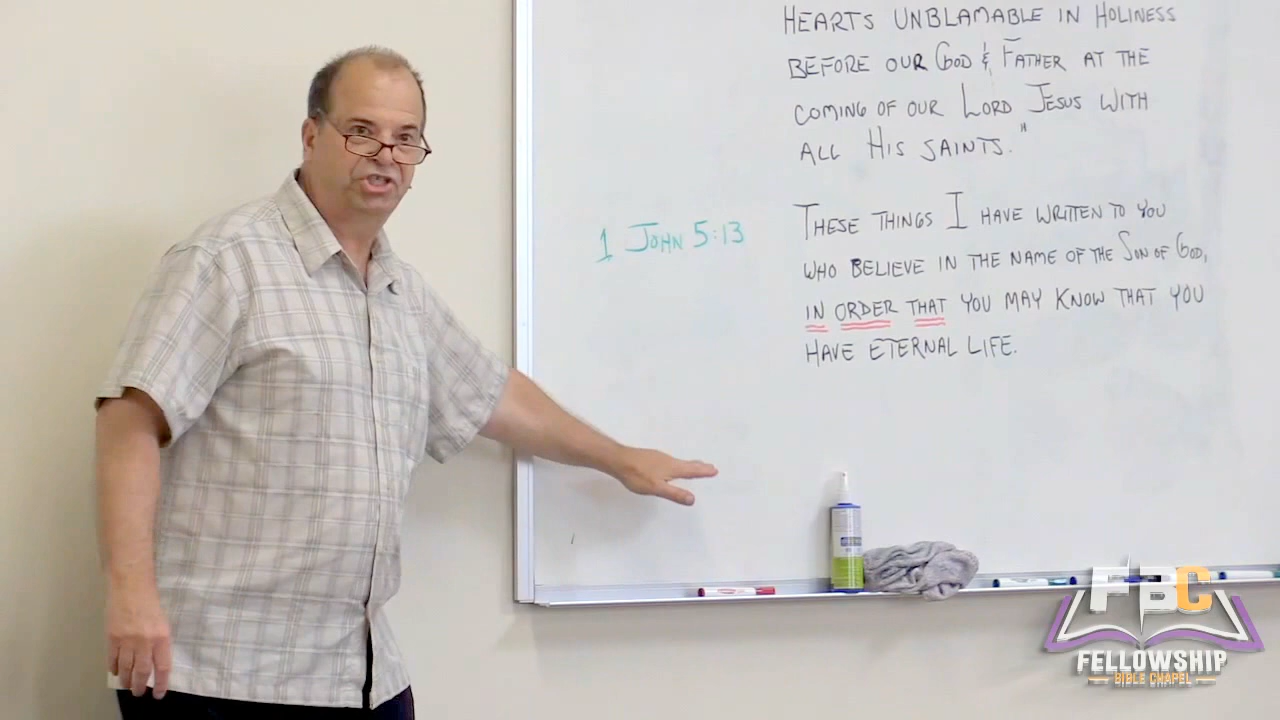 HEARTS UNBLAMABLE IN HOLINESS
BEFORE OUR GOD & FATHER AT THE
COMING OF OUR LORD JESUS WITH
ALL HIS SAINTS."
1 JOHN 5:13
THESE THINGS I HAVE WRITTEN TO YOU
WHO BELIEVE IN THE NAME OF THE SON OF GOD,
IN ORDER THAT YOU MAY KNOW THAT YOU
HAVE ETERNAL LIFE.
FBC
FELLOWSHIP
BIBLE CHAPEL